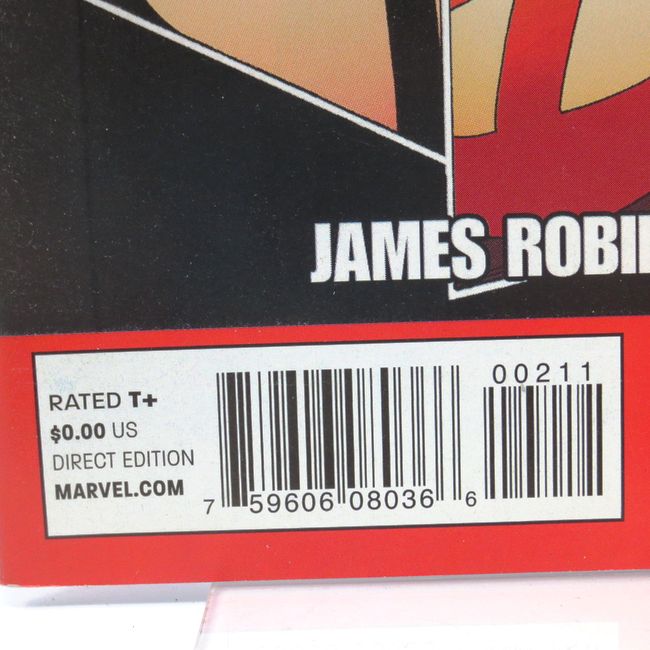 JAMES ROBI
RATED T+
$0.00 US
DIRECT EDITION
MARVEL.COM
7 59606 08036 6
00211